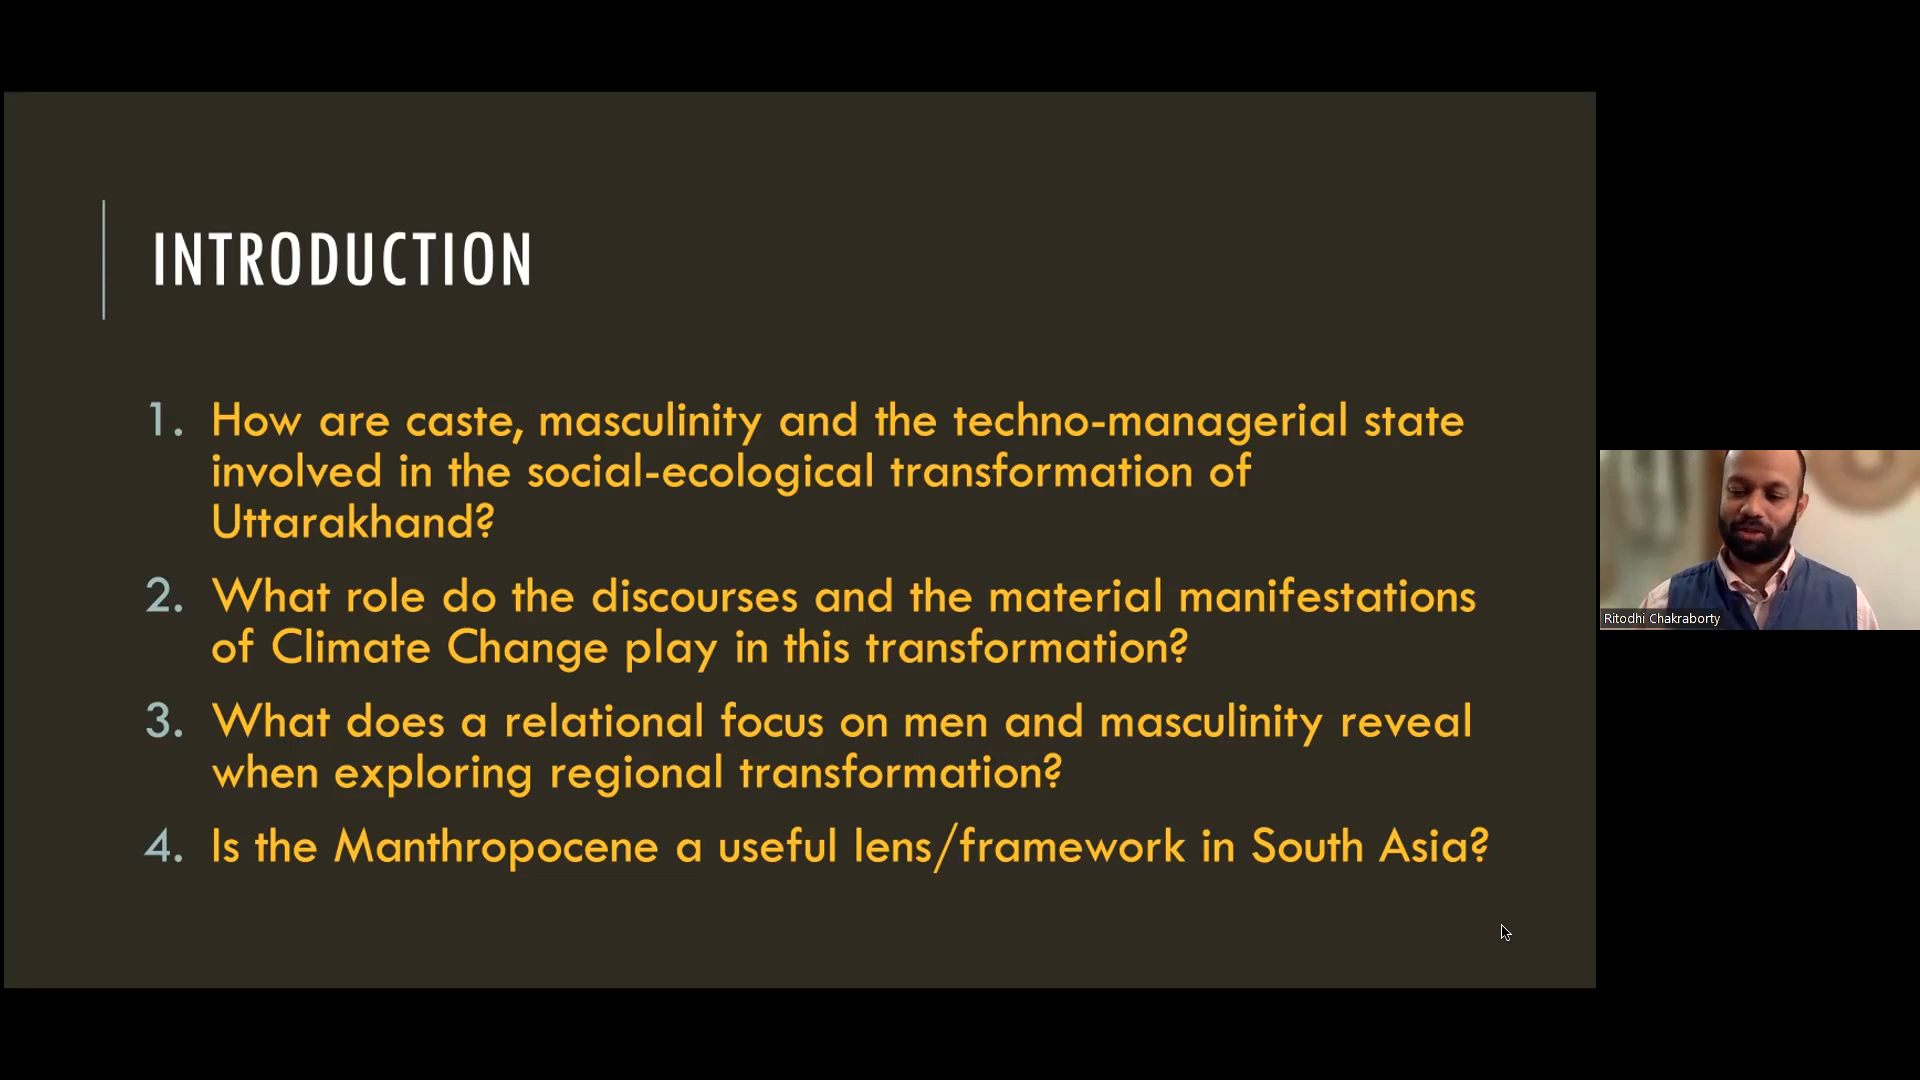 INTRODUCTION
1. How are caste, masculinity and the techno-managerial state
involved in the social-ecological transformation of
Uttarakhand?
2. What role do the discourses and the material manifestations
of Climate Change play in this transformation?
3. What does a relational focus on men and masculinity reveal
when exploring regional transformation?
4. Is the Manthropocene a useful lens/framework in South Asia?
Ritodhi Chakraborty